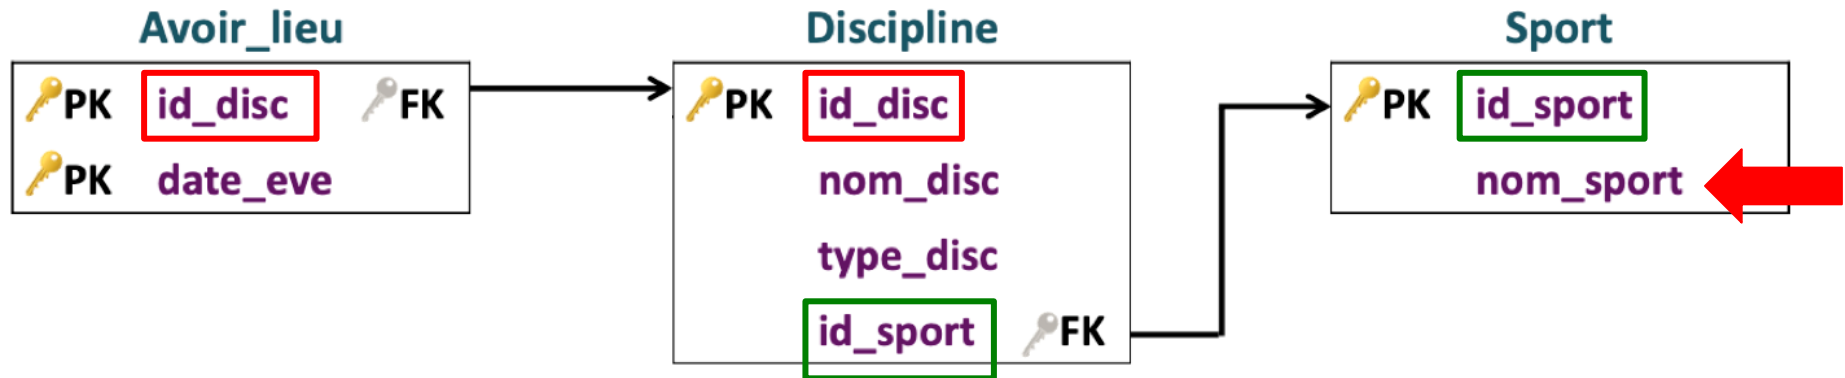 Avoir_lieu
PK id_disc FK
PK date_eve
Discipline
PK id_disc
nom_disc
type_disc
id_sport FK
Sport
PK id_sport
nom_sport